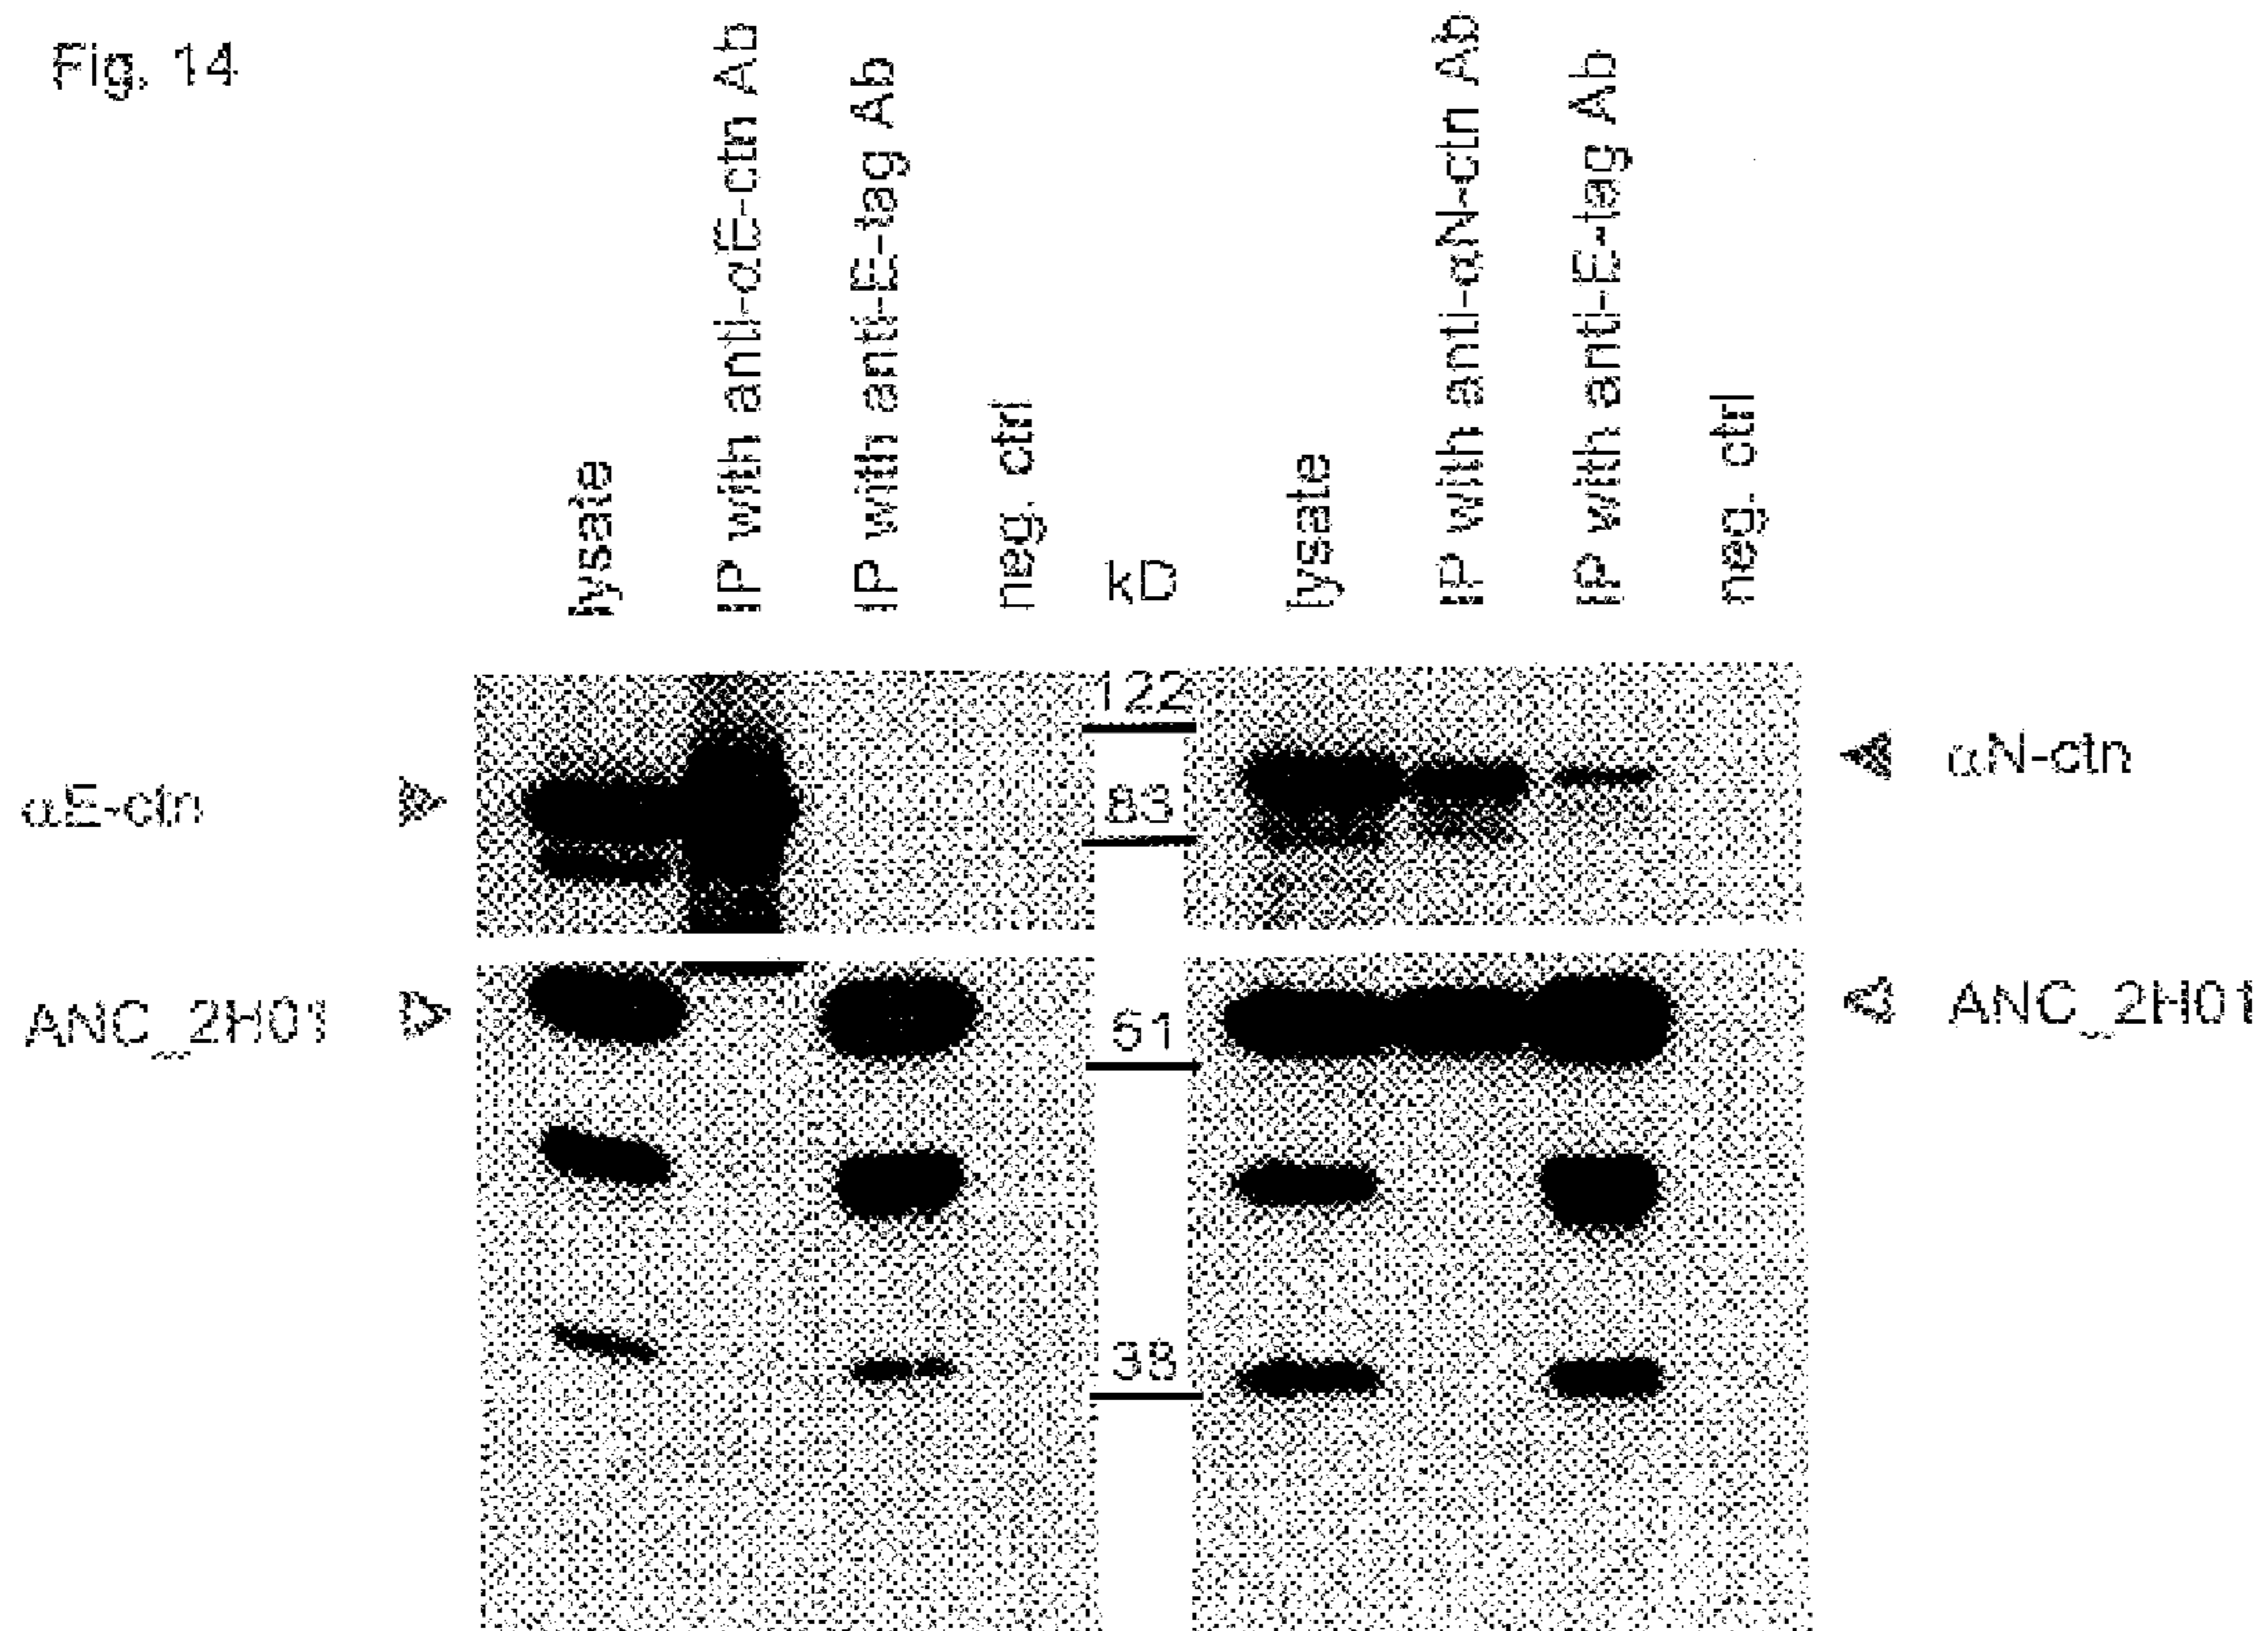 Fig. 14
lysate
IP with anti-αE-ctn Ab
IP with anti-E-tag Ab
neg. ctrl
kD
lysate
IP with anti-αN-ctn Ab
IP with anti-E-tag Ab
neg. ctrl
122
αN-ctn
αE-ctn
83
ANC_2H01
51
ANC_2H01
38